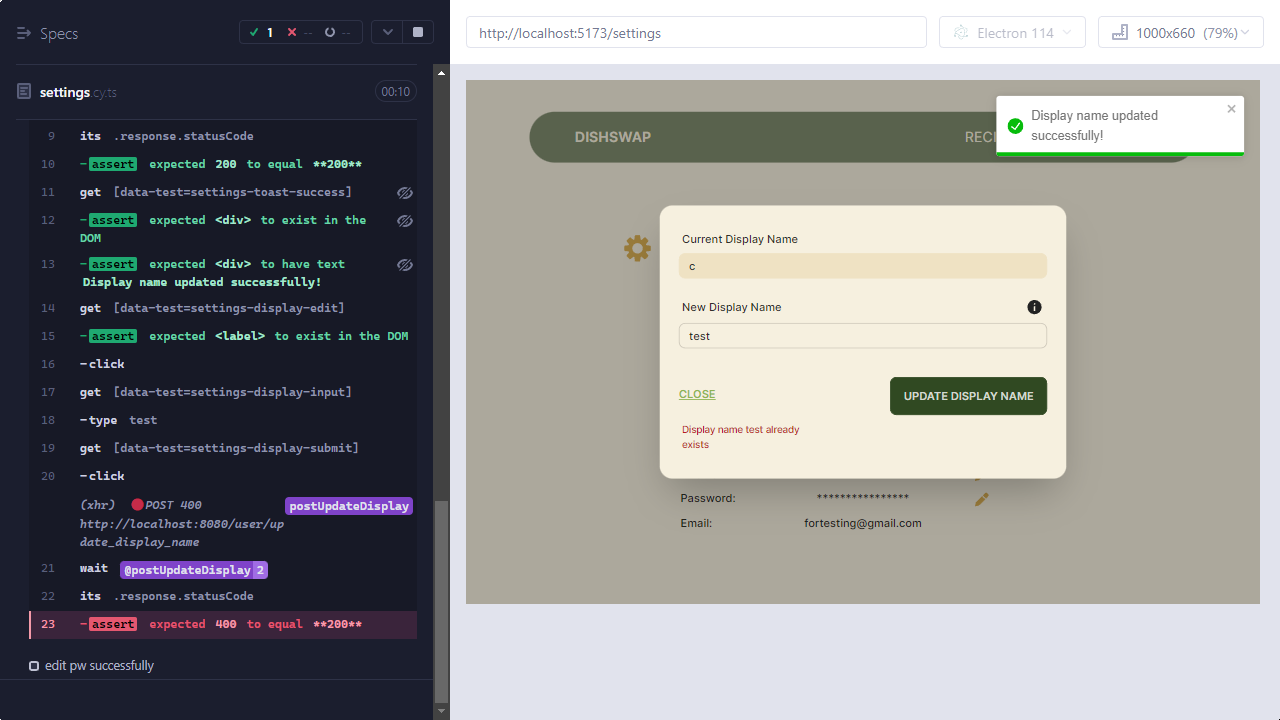 Specs
1
--
--
settings.cy.ts
00:10
9 its .response.statusCode
10 -assert expected 200 to equal **200**
11 get [data-test=settings-toast-success]
12 -assert expected <div> to exist in the
DOM
13 -assert expected <div> to have text
Display name updated successfully!
14 get [data-test=settings-display-edit]
15 -assert expected <label> to exist in the DOM
16 -click
17 get [data-test=settings-display-input]
18 -type test
19 get [data-test=settings-display-submit]
20 -click
(xhr) POST 400 postUpdateDisplay
http://localhost:8080/user/up
date_display_name
21 wait @postUpdateDisplay 2
22 its .response.statusCode
23 -assert expected 400 to equal **200**
edit pw successfully
http://localhost:5173/settings
Electron 114
1000x660 (79%)
DISHSWAP
Display name updated
successfully!
Current Display Name
c
New Display Name
test
CLOSE
UPDATE DISPLAY NAME
Display name test already
exists
Password: ****************
Email: fortesting@gmail.com